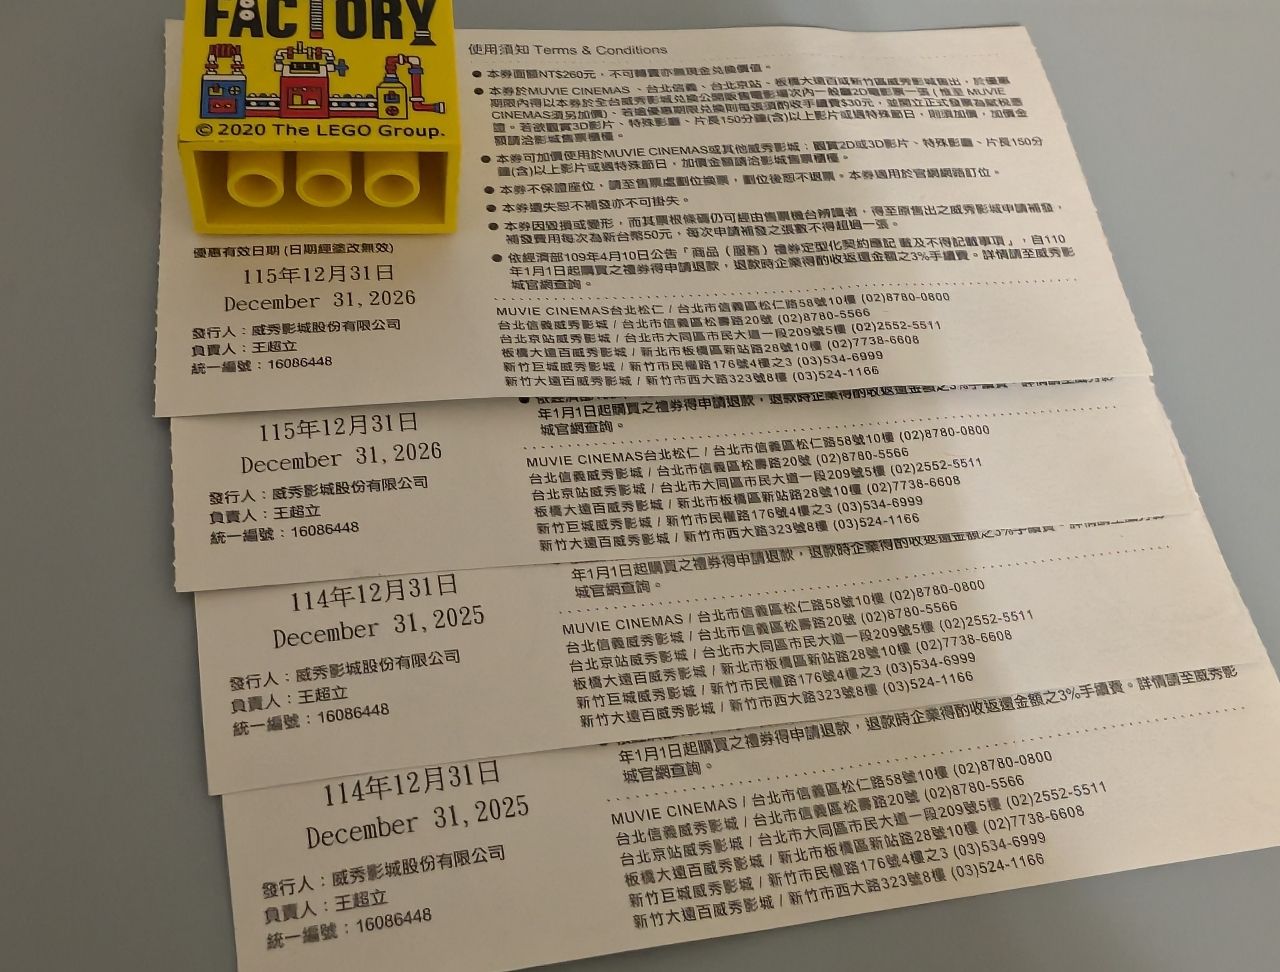 FACTORY
© 2020 The LEGO Group.
使用須知 Terms & Conditions
● 本券面額NT$260元，不可轉賣亦無現金兌換價值。
● 本券於MUVIE CINEMAS、台北信義、台北京站、板橋大遠百或新竹區威秀影城售出，於優惠
期限內得以本券於全台威秀影城兌換公開販售電影場次內一般廳2D電影票一張 (惟至 MUVIE
CINEMAS須另加價)、若逾優惠期限兌換則每張須酌收手續費$30元，並開立正式發票為賦稅憑
證。若欲觀賞3D影片、特殊影廳、片長150分鐘(含)以上影片或遇特殊節日，則須加價，加價金
額請洽影城售票櫃檯。
● 本券可加價使用於MUVIE CINEMAS或其他威秀影城；觀賞2D或3D影片、特殊影廳、片長150分
鐘(含)以上影片或遇特殊節日，加價金額請洽影城售票櫃檯。
● 本券不保證座位，請至售票處劃位換票，劃位後恕不退票。本券適用於官網網路訂位。
● 本券遺失恕不補發亦不可掛失。
● 本券因毀損或變形，而其票根條碼仍可經由售票機台辨識者，得至原售出之威秀影城申請補發，
補發費用每次為新台幣50元，每次申請補發之張數不得超過一張。
● 依經濟部109年4月10日公告「商品（服務）禮券定型化契約應記載及不得記載事項」，自110
年1月1日起購買之禮券得申請退款，退款時企業得酌收返還金額之3%手續費。詳情請至威秀影
城官網查詢。
MUVIE CINEMAS台北松仁 / 台北市信義區松仁路58號10樓 (02)8780-0800
台北信義威秀影城 / 台北市信義區松壽路20號 (02)8780-5566
台北京站威秀影城 / 台北市大同區市民大道一段209號5樓 (02)2552-5511
板橋大遠百威秀影城 / 新北市板橋區新站路28號10樓 (02)7738-6608
新竹巨城威秀影城 / 新竹市民權路176號4樓之3 (03)534-6999
新竹大遠百威秀影城 / 新竹市西大路323號8樓 (03)524-1166
優惠有效日期 (日期經塗改無效)
115年12月31日
December 31,2026
發行人：威秀影城股份有限公司
負責人：王超立
統一編號：16086448
年1月1日起購買之禮券得申請退款，退款時企業得酌收返還金額之3%手續費。詳情請至威秀影
城官網查詢。
MUVIE CINEMAS台北松仁 / 台北市信義區松仁路58號10樓 (02)8780-0800
台北信義威秀影城 / 台北市信義區松壽路20號 (02)8780-5566
台北京站威秀影城 / 台北市大同區市民大道一段209號5樓 (02)2552-5511
板橋大遠百威秀影城 / 新北市板橋區新站路28號10樓 (02)7738-6608
新竹巨城威秀影城 / 新竹市民權路176號4樓之3 (03)534-6999
新竹大遠百威秀影城 / 新竹市西大路323號8樓 (03)524-1166
115年12月31日
December 31,2026
發行人：威秀影城股份有限公司
負責人：王超立
統一編號：16086448
年1月1日起購買之禮券得申請退款，退款時企業得酌收返還金額之3%手續費。詳情請至威秀影
城官網查詢。
MUVIE CINEMAS / 台北市信義區松仁路58號10樓 (02)8780-0800
台北信義威秀影城 / 台北市信義區松壽路20號 (02)8780-5566
台北京站威秀影城 / 台北市大同區市民大道一段209號5樓 (02)2552-5511
板橋大遠百威秀影城 / 新北市板橋區新站路28號10樓 (02)7738-6608
新竹巨城威秀影城 / 新竹市民權路176號4樓之3 (03)534-6999
新竹大遠百威秀影城 / 新竹市西大路323號8樓 (03)524-1166
114年12月31日
December 31,2025
發行人：威秀影城股份有限公司
負責人：王超立
統一編號：16086448
年1月1日起購買之禮券得申請退款，退款時企業得酌收返還金額之3%手續費。詳情請至威秀影
城官網查詢。
MUVIE CINEMAS / 台北市信義區松仁路58號10樓 (02)8780-0800
台北信義威秀影城 / 台北市信義區松壽路20號 (02)8780-5566
台北京站威秀影城 / 台北市大同區市民大道一段209號5樓 (02)2552-5511
板橋大遠百威秀影城 / 新北市板橋區新站路28號10樓 (02)7738-6608
新竹巨城威秀影城 / 新竹市民權路176號4樓之3 (03)534-6999
新竹大遠百威秀影城 / 新竹市西大路323號8樓 (03)524-1166
114年12月31日
December 31,2025
發行人：威秀影城股份有限公司
負責人：王超立
統一編號：16086448